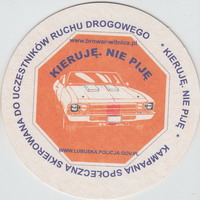 KAMPANIA SPOŁECZNA SKIEROWANA DO UCZESTNIKÓW RUCHU DROGOWEGO
* KIERUJĘ, NIE PIJĘ *
www.browar-witnica.pl
KIERUJĘ, NIE PIJĘ
WWW.LUBUSKA.POLICJA.GOV.PL